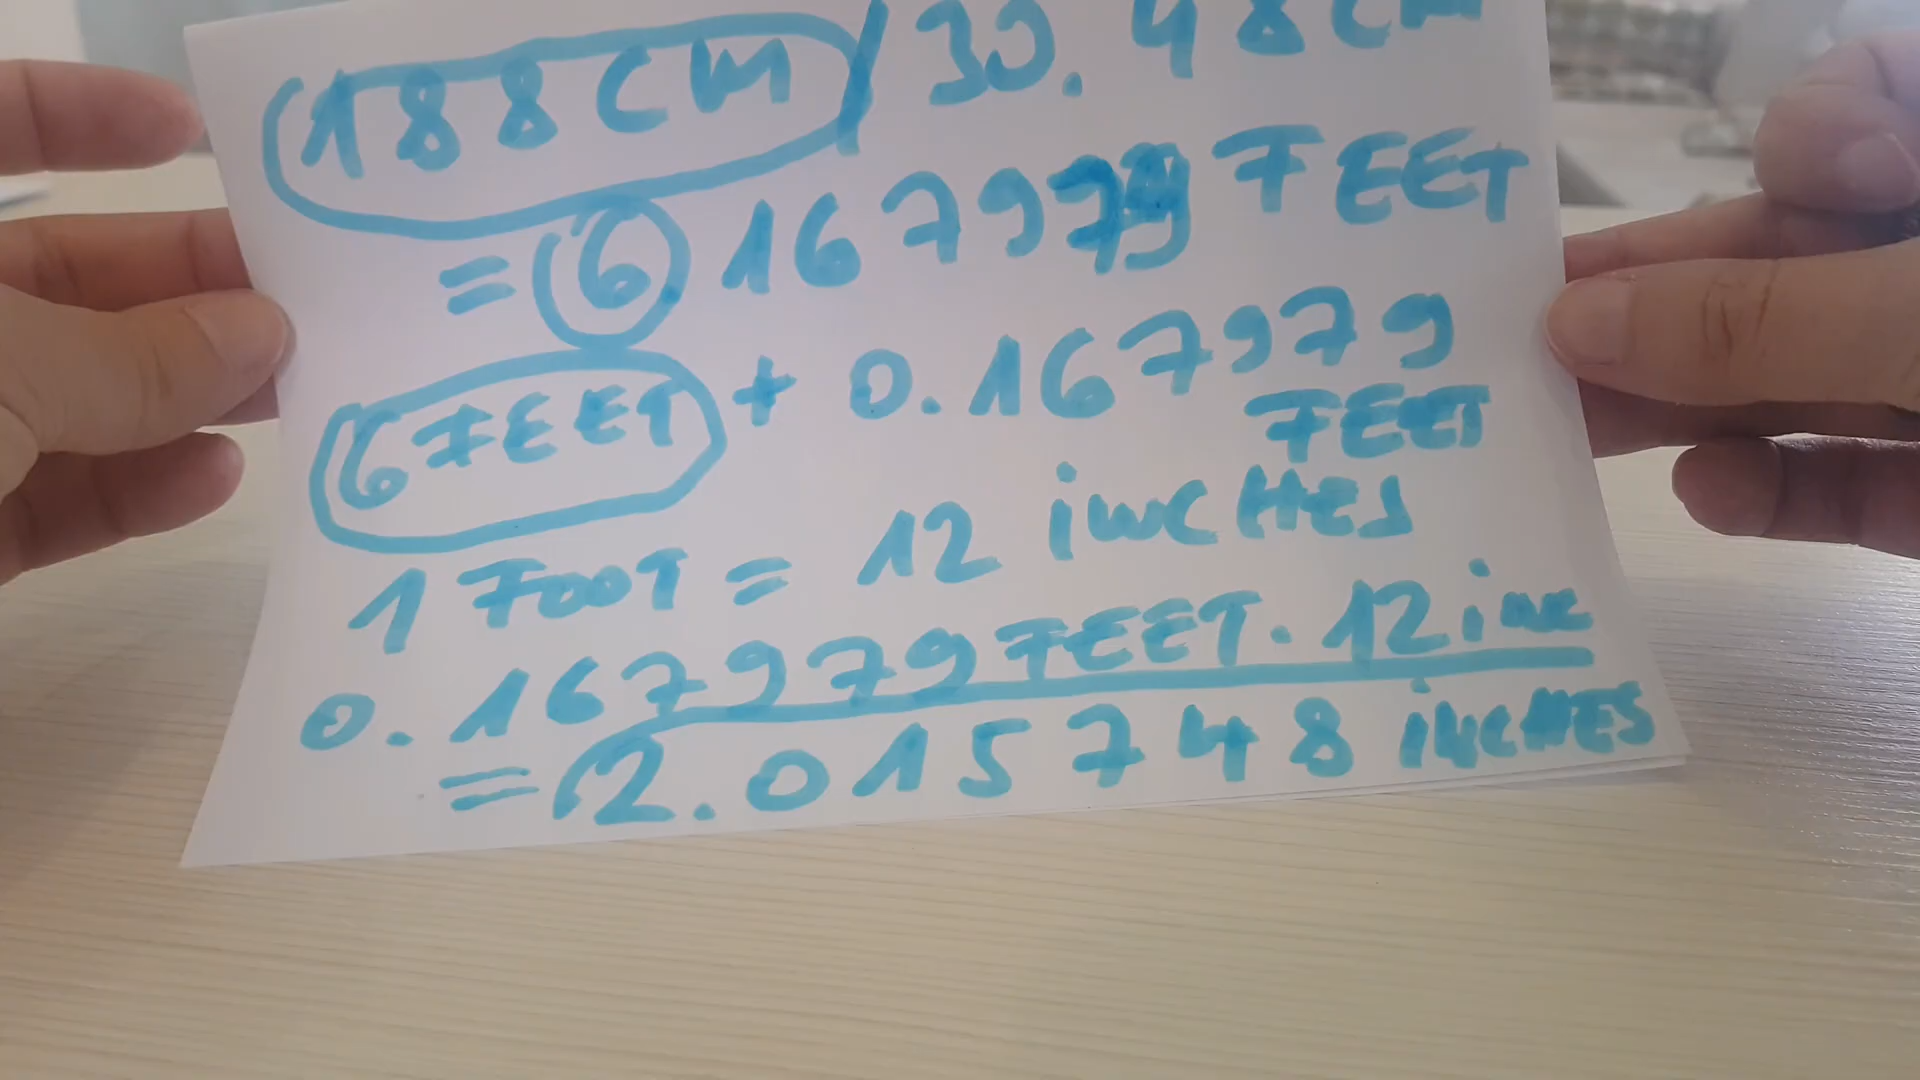 188 CM / 30.48 CM
= 6 167979 FEET
6 FEET + 0.167979
FEET
1 FOOT = 12 inCHES
0.167979 FEET . 12 inc
= 2.015748 inCHES